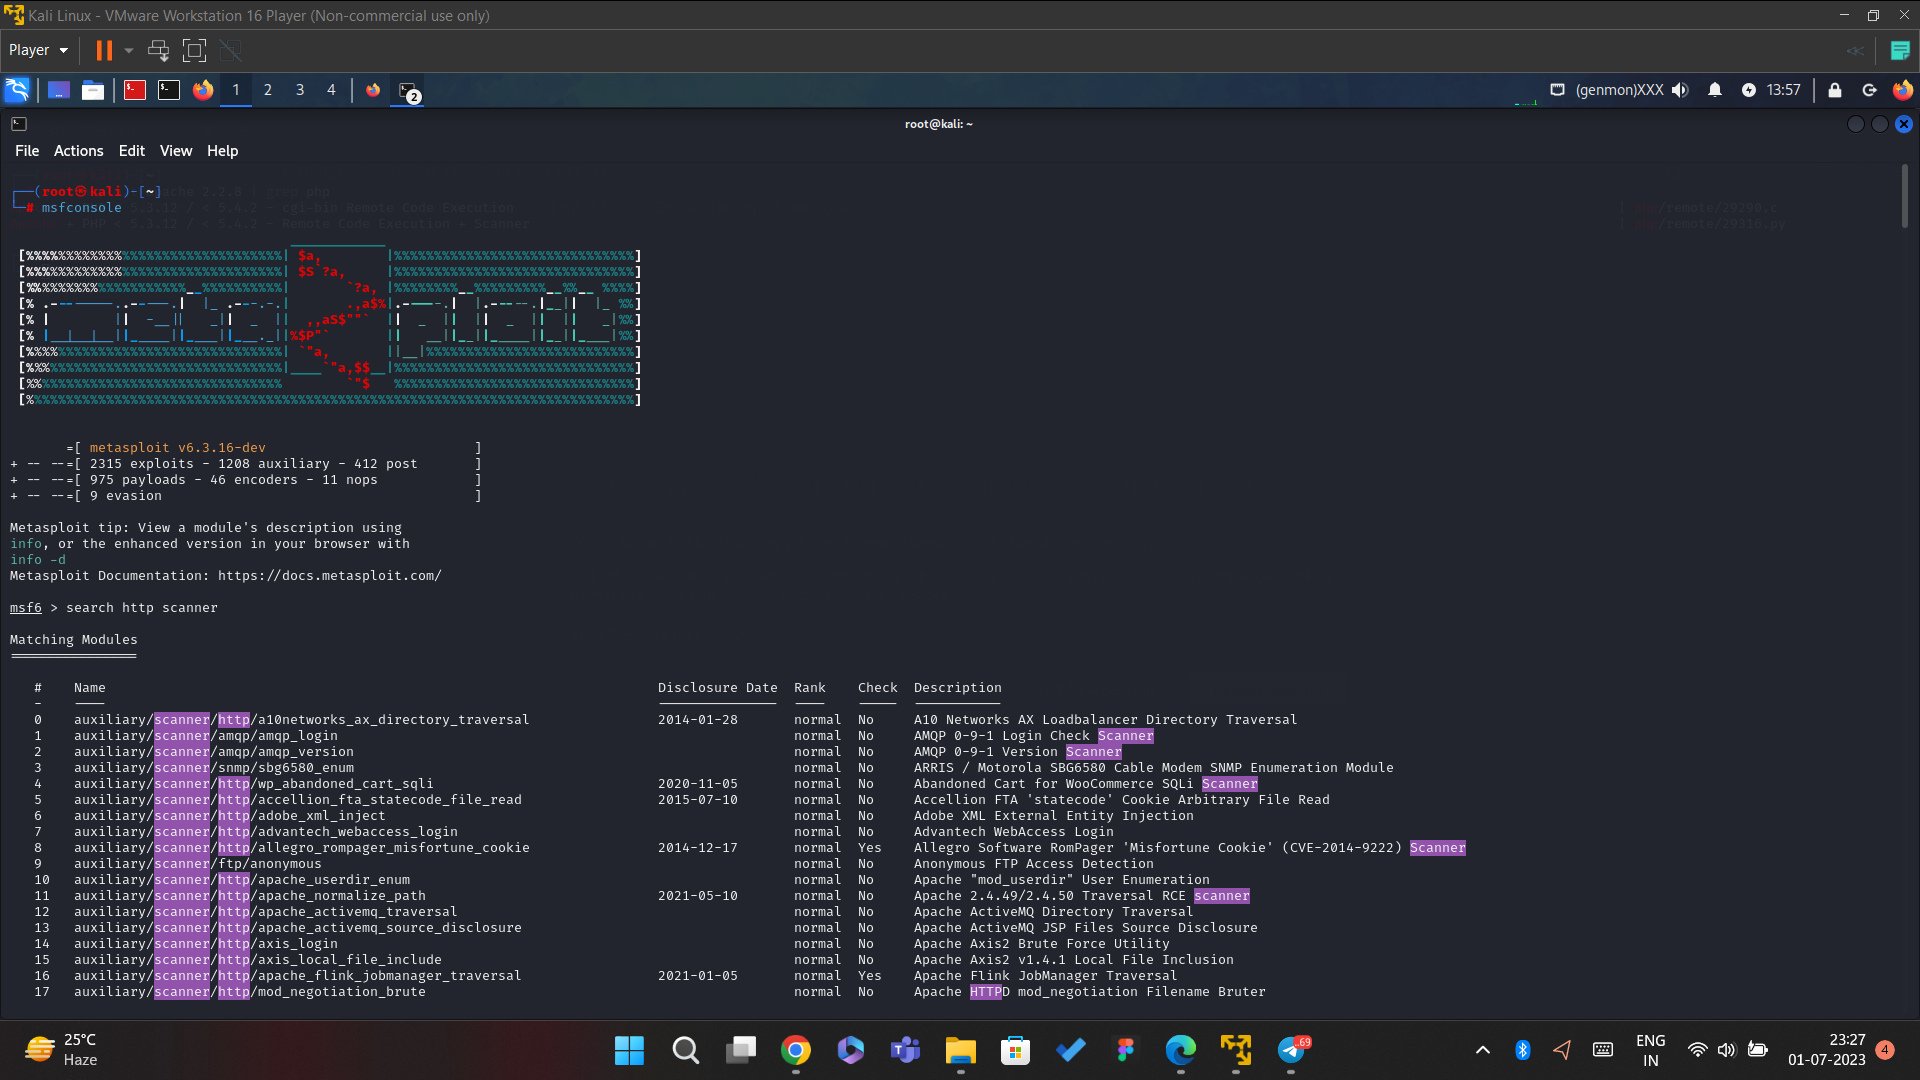 Kali Linux - VMware Workstation 16 Player (Non-commercial use only)
Player
1 2 3 4 2 (genmon)XXX 13:57
root@kali: ~
File Actions Edit View Help
(root㉿kali)-[~]
# msfconsole
=[ metasploit v6.3.16-dev ]
+ -- --=[ 2315 exploits - 1208 auxiliary - 412 post ]
+ -- --=[ 975 payloads - 46 encoders - 11 nops ]
+ -- --=[ 9 evasion ]
Metasploit tip: View a module's description using
info, or the enhanced version in your browser with
info -d
Metasploit Documentation: https://docs.metasploit.com/
msf6 > search http scanner
Matching Modules
# Name Disclosure Date Rank Check Description
0 auxiliary/scanner/http/a10networks_ax_directory_traversal 2014-01-28 normal No A10 Networks AX Loadbalancer Directory Traversal
1 auxiliary/scanner/amqp/amqp_login normal No AMQP 0-9-1 Login Check Scanner
2 auxiliary/scanner/amqp/amqp_version normal No AMQP 0-9-1 Version Scanner
3 auxiliary/scanner/snmp/sbg6580_enum normal No ARRIS / Motorola SBG6580 Cable Modem SNMP Enumeration Module
4 auxiliary/scanner/http/wp_abandoned_cart_sqli 2020-11-05 normal No Abandoned Cart for WooCommerce SQLi Scanner
5 auxiliary/scanner/http/accellion_fta_statecode_file_read 2015-07-10 normal No Accellion FTA 'statecode' Cookie Arbitrary File Read
6 auxiliary/scanner/http/adobe_xml_inject normal No Adobe XML External Entity Injection
7 auxiliary/scanner/http/advantech_webaccess_login normal No Advantech WebAccess Login
8 auxiliary/scanner/http/allegro_rompager_misfortune_cookie 2014-12-17 normal Yes Allegro Software RomPager 'Misfortune Cookie' (CVE-2014-9222) Scanner
9 auxiliary/scanner/ftp/anonymous normal No Anonymous FTP Access Detection
10 auxiliary/scanner/http/apache_userdir_enum normal No Apache "mod_userdir" User Enumeration
11 auxiliary/scanner/http/apache_normalize_path 2021-05-10 normal No Apache 2.4.49/2.4.50 Traversal RCE scanner
12 auxiliary/scanner/http/apache_activemq_traversal normal No Apache ActiveMQ Directory Traversal
13 auxiliary/scanner/http/apache_activemq_source_disclosure normal No Apache ActiveMQ JSP Files Source Disclosure
14 auxiliary/scanner/http/axis_login normal No Apache Axis2 Brute Force Utility
15 auxiliary/scanner/http/axis_local_file_include normal No Apache Axis2 v1.4.1 Local File Inclusion
16 auxiliary/scanner/http/apache_flink_jobmanager_traversal 2021-01-05 normal Yes Apache Flink JobManager Traversal
17 auxiliary/scanner/http/mod_negotiation_brute normal No Apache HTTPD mod_negotiation Filename Bruter
25°C
Haze
.69
ENG
IN
23:27
01-07-2023
4